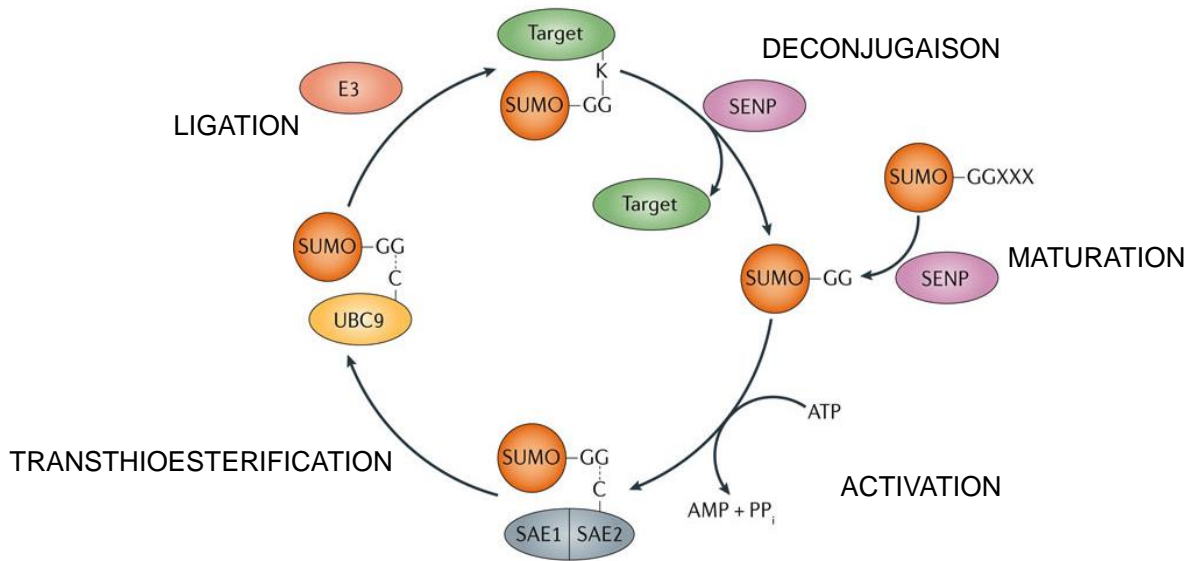 Target
DECONJUGAISON
K
E3
SUMO–GG
SENP
LIGATION
SUMO–GGXXX
Target
SUMO–GG
MATURATION
SUMO–GG
SENP
C
UBC9
ATP
TRANSTHIOESTERIFICATION
SUMO–GG
ACTIVATION
C
AMP + PPi
SAE1 SAE2